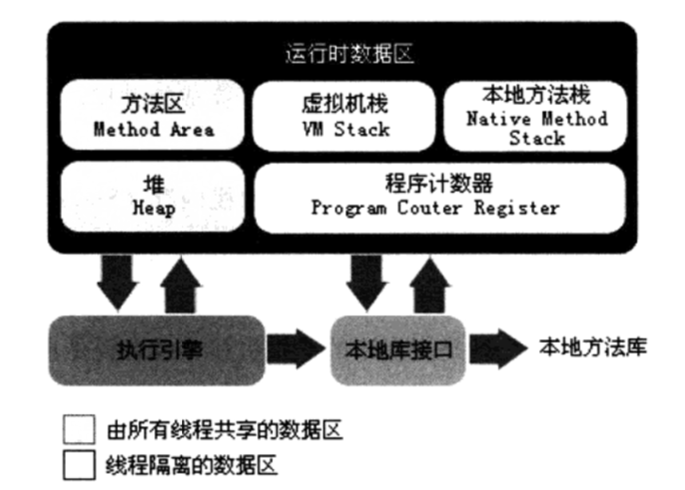 运行时数据区
方法区
Method Area
虚拟机栈
VM Stack
本地方法栈
Native Method
Stack
堆
Heap
程序计数器
Program Couter Register
执行引擎
本地库接口
本地方法库
由所有线程共享的数据区
线程隔离的数据区